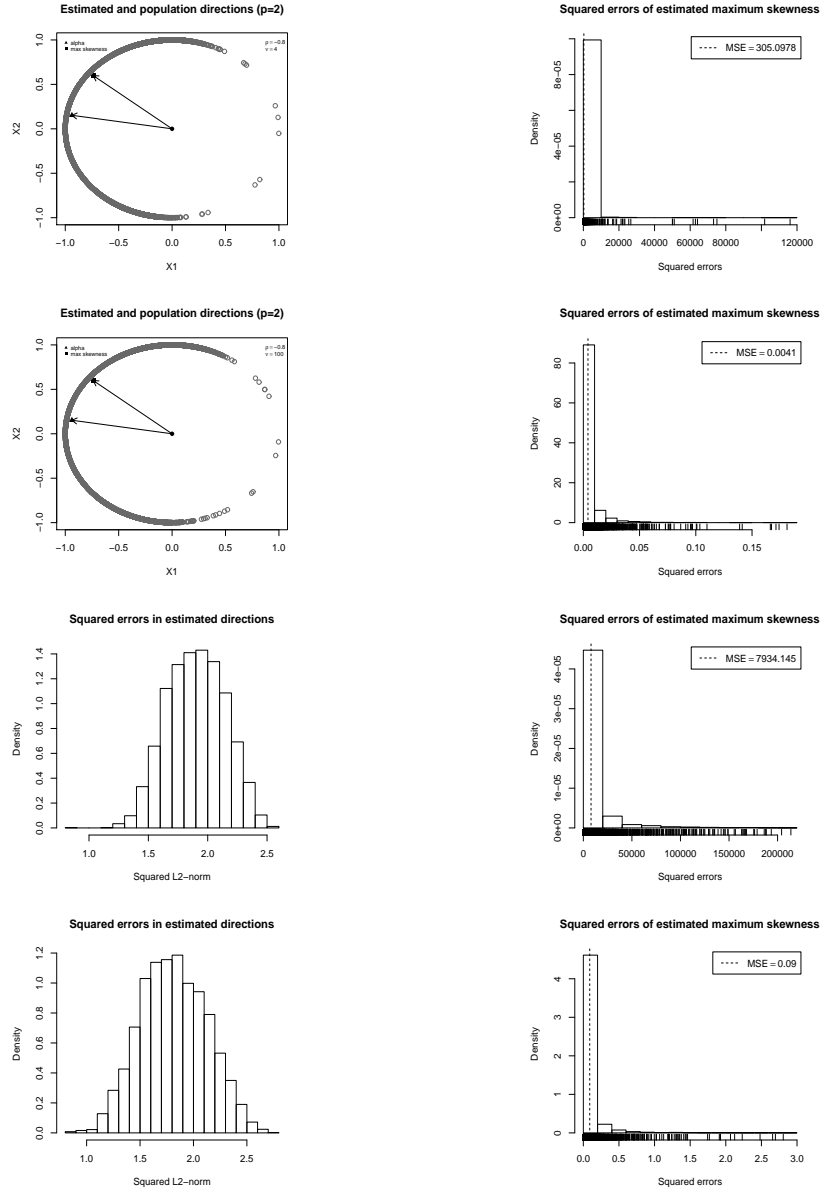 Estimated and population directions (p=2)
alpha
max skewness
ρ = −0.8
ν = 4
1.0
0.5
0.0
−0.5
−1.0
X2
−1.0 −0.5 0.0 0.5 1.0
X1
Squared errors of estimated maximum skewness
MSE = 305.0978
8e−05
4e−05
0e+00
Density
0 20000 40000 60000 80000 120000
Squared errors
Estimated and population directions (p=2)
alpha
max skewness
ρ = −0.8
ν = 100
1.0
0.5
0.0
−0.5
−1.0
X2
−1.0 −0.5 0.0 0.5 1.0
X1
Squared errors of estimated maximum skewness
MSE = 0.0041
80
60
40
20
0
Density
0.00 0.05 0.10 0.15
Squared errors
Squared errors in estimated directions
1.4
1.2
1.0
0.8
0.6
0.4
0.2
0.0
Density
1.0 1.5 2.0 2.5
Squared L2−norm
Squared errors of estimated maximum skewness
MSE = 7934.145
4e−05
3e−05
2e−05
1e−05
0e+00
Density
0 50000 100000 150000 200000
Squared errors
Squared errors in estimated directions
1.2
1.0
0.8
0.6
0.4
0.2
0.0
Density
1.0 1.5 2.0 2.5
Squared L2−norm
Squared errors of estimated maximum skewness
MSE = 0.09
4
3
2
1
0
Density
0.0 0.5 1.0 1.5 2.0 2.5 3.0
Squared errors